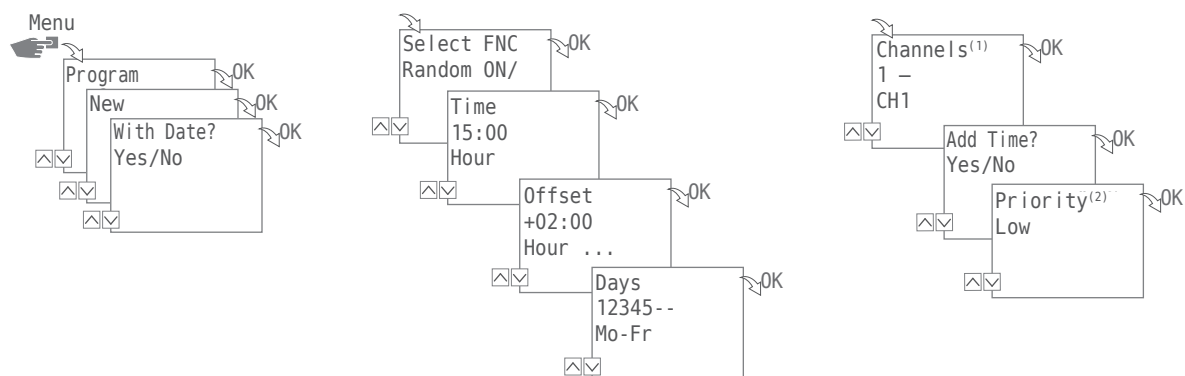 Menu
Program
OK
New
OK
With Date?
Yes/No
OK
Select FNC
Random ON/
OK
Time
15:00
Hour
OK
Offset
+02:00
Hour ...
OK
Days
12345--
Mo-Fr
OK
Channels(1)
1 –
CH1
OK
Add Time?
Yes/No
OK
Priority(2)
Low
OK